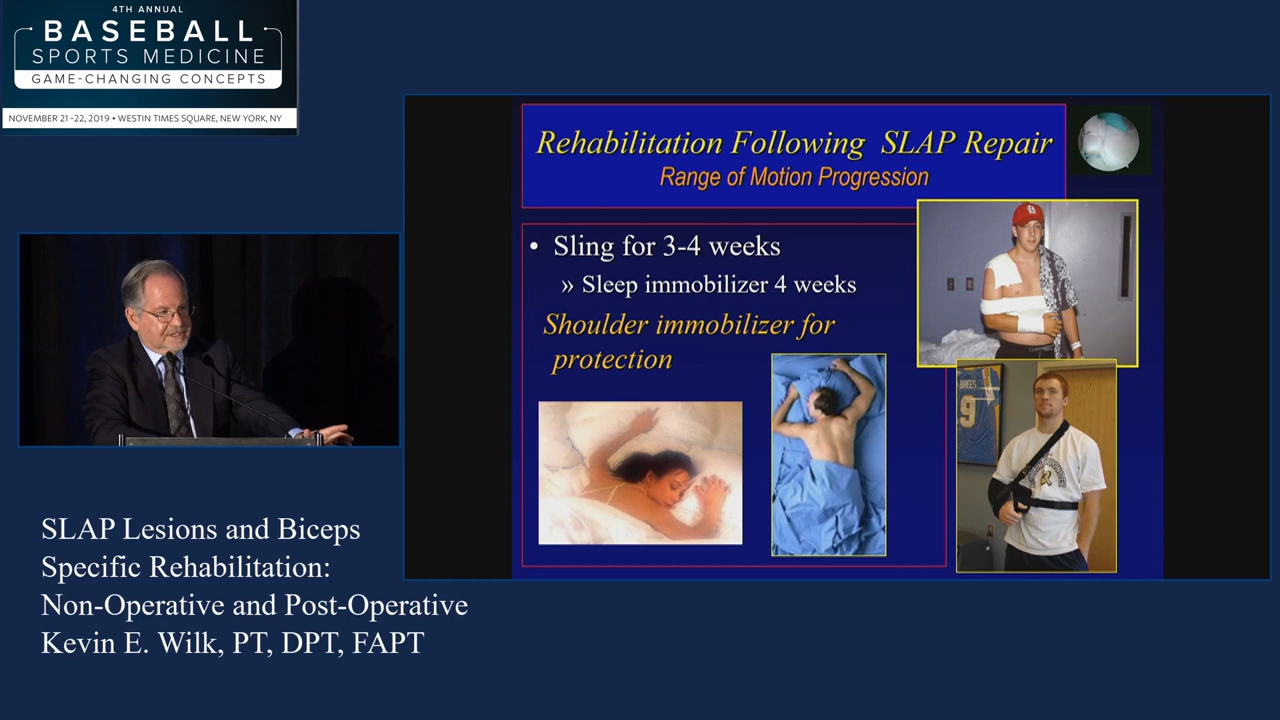 4TH ANNUAL
BASEBALL
SPORTS MEDICINE
GAME-CHANGING CONCEPTS
NOVEMBER 21-22, 2019 • WESTIN TIMES SQUARE, NEW YORK, NY
Rehabilitation Following SLAP Repair
Range of Motion Progression
• Sling for 3-4 weeks
» Sleep immobilizer 4 weeks
Shoulder immobilizer for
protection
BREES
9
SLAP Lesions and Biceps
Specific Rehabilitation:
Non-Operative and Post-Operative
Kevin E. Wilk, PT, DPT, FAPT